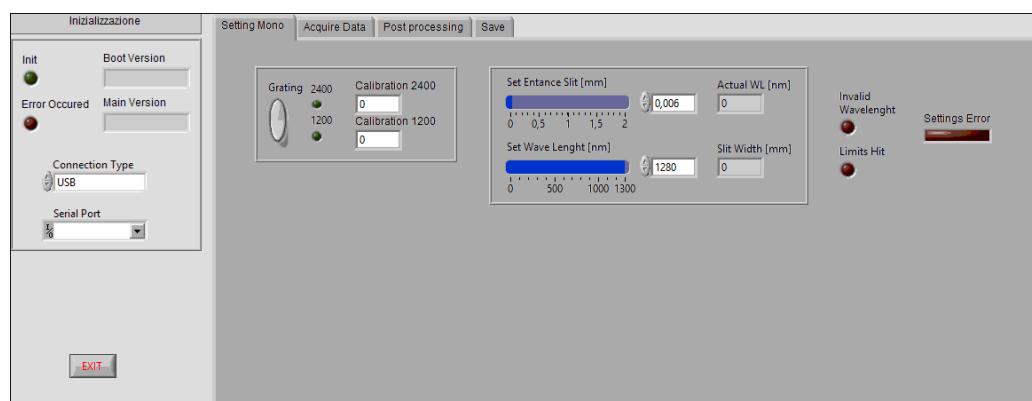 Inizializzazione
Init
Boot Version
Error Occured
Main Version
Connection Type
USB
Serial Port
I/O
EXIT
Setting Mono
Acquire Data
Post processing
Save
Grating
2400
1200
Calibration 2400
0
Calibration 1200
0
Set Entance Slit [mm]
0,006
0 0,5 1 1,5 2
Actual WL [nm]
0
Set Wave Lenght [nm]
1280
0 500 1000 1300
Slit Width [mm]
0
Invalid
Wavelenght
Limits Hit
Settings Error